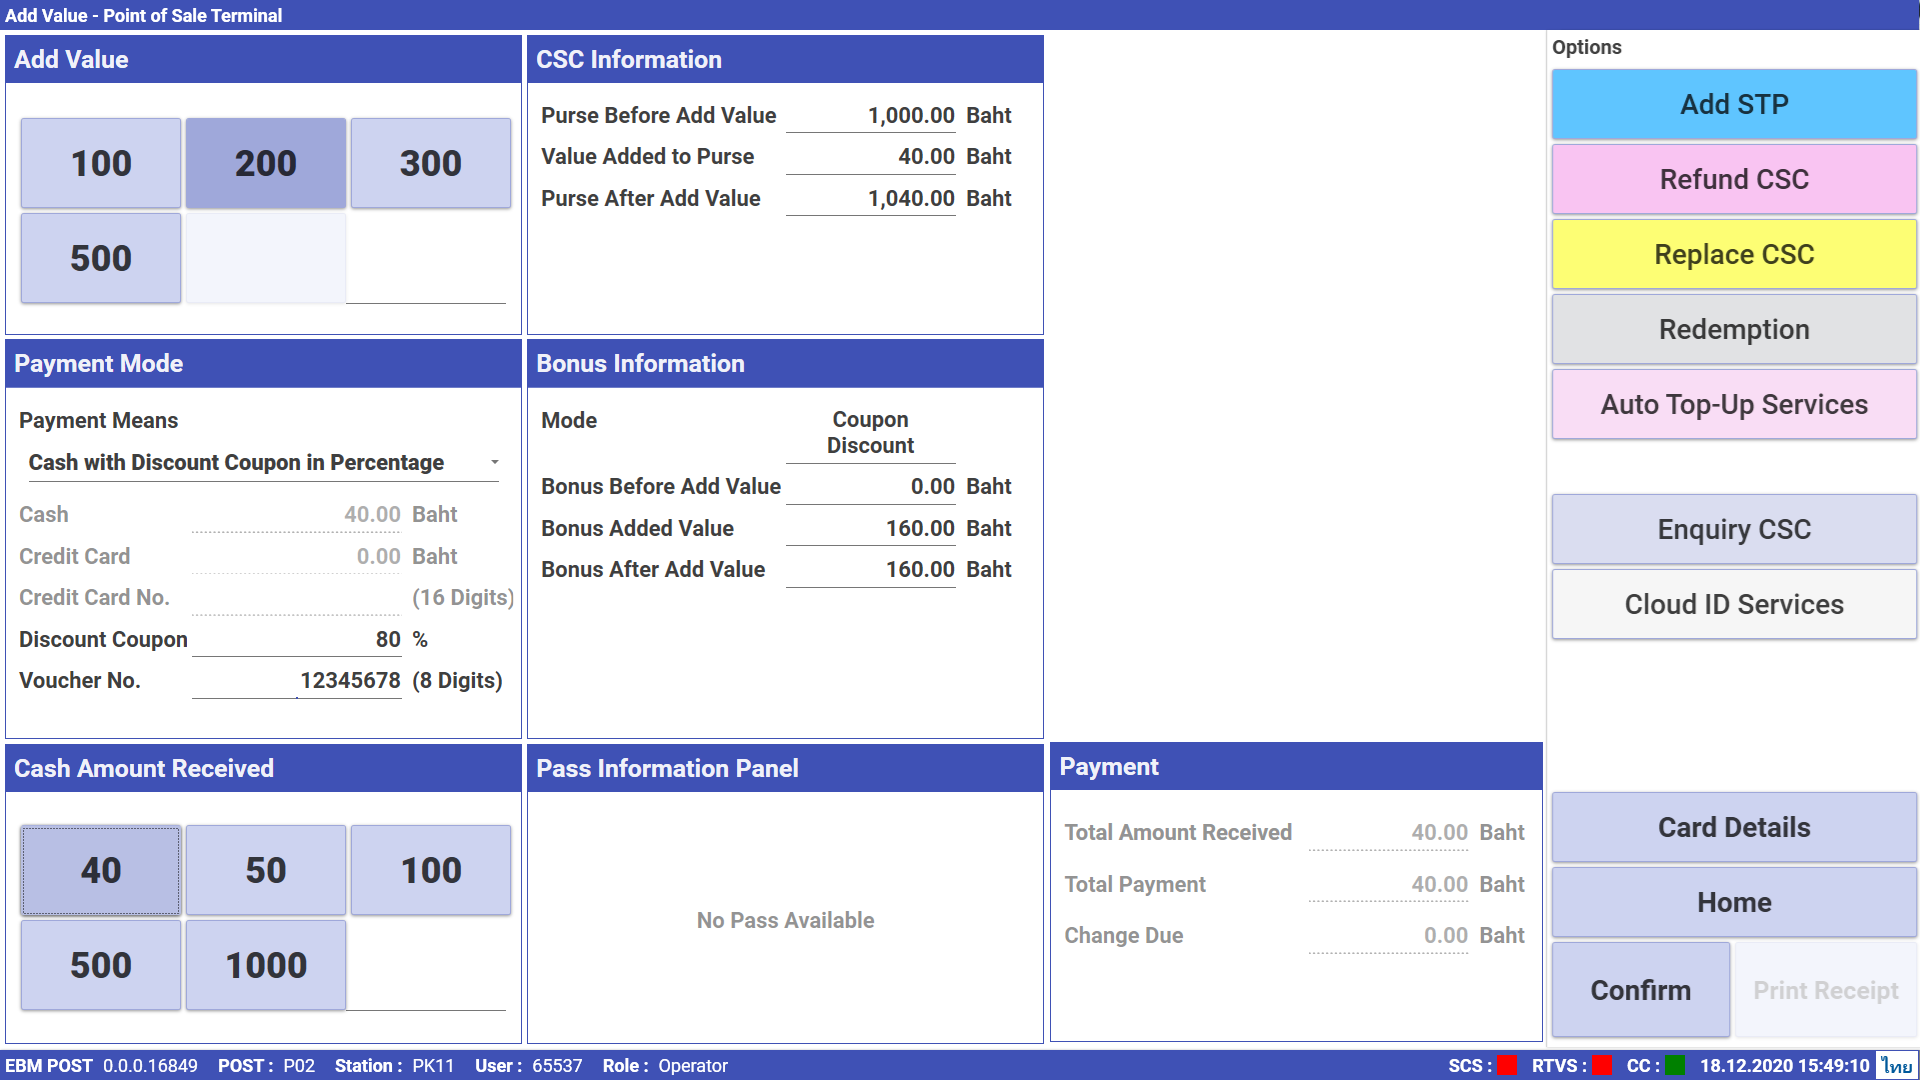 Add Value - Point of Sale Terminal
Add Value
100
200
300
500
CSC Information
Purse Before Add Value 1,000.00 Baht
Value Added to Purse 40.00 Baht
Purse After Add Value 1,040.00 Baht
Payment Mode
Payment Means
Cash with Discount Coupon in Percentage
Cash 40.00 Baht
Credit Card 0.00 Baht
Credit Card No. (16 Digits)
Discount Coupon 80 %
Voucher No. 12345678 (8 Digits)
Bonus Information
Mode Coupon
Discount
Bonus Before Add Value 0.00 Baht
Bonus Added Value 160.00 Baht
Bonus After Add Value 160.00 Baht
Cash Amount Received
40
50
100
500
1000
Pass Information Panel
No Pass Available
Payment
Total Amount Received 40.00 Baht
Total Payment 40.00 Baht
Change Due 0.00 Baht
Options
Add STP
Refund CSC
Replace CSC
Redemption
Auto Top-Up Services
Enquiry CSC
Cloud ID Services
Card Details
Home
Confirm
Print Receipt
EBM POST 0.0.0.16849 POST : P02 Station : PK11 User : 65537 Role : Operator SCS : RTVS : CC : 18.12.2020 15:49:10 ไทย